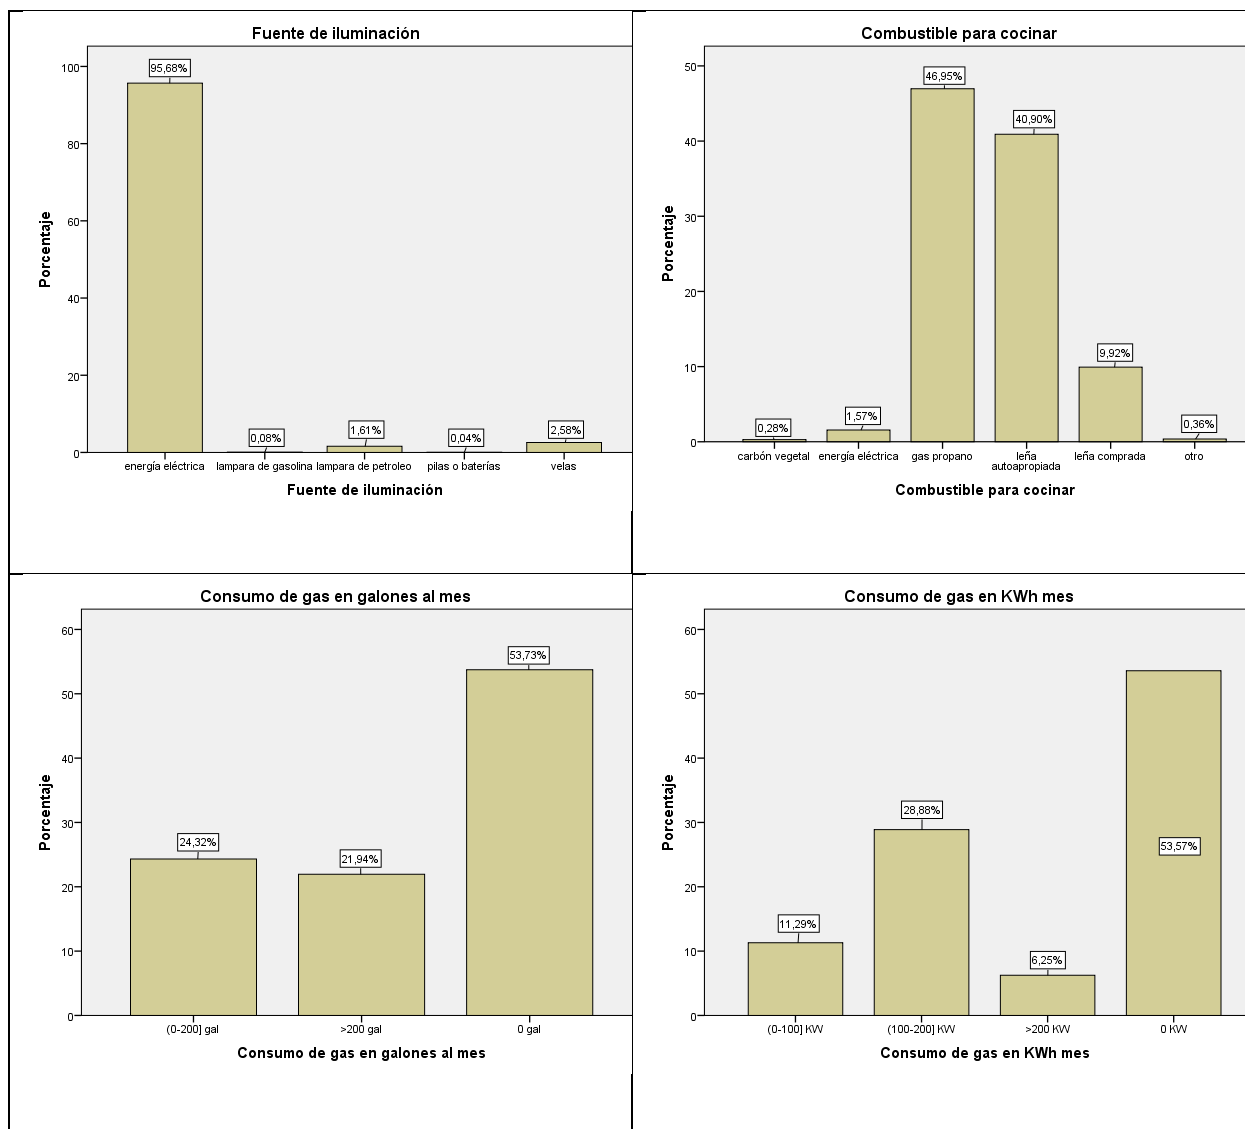 Fuente de iluminación
Porcentaje
100
80
60
40
20
0
95,68%
0,08%
1,61%
0,04%
2,58%
energía eléctrica
lampara de gasolina
lampara de petroleo
pilas o baterías
velas
Fuente de iluminación
Combustible para cocinar
Porcentaje
50
40
30
20
10
0
0,28%
1,57%
46,95%
40,90%
9,92%
0,36%
carbón vegetal
energía eléctrica
gas propano
leña
autoapropiada
leña comprada
otro
Combustible para cocinar
Consumo de gas en galones al mes
Porcentaje
60
50
40
30
20
10
0
24,32%
21,94%
53,73%
(0-200] gal
>200 gal
0 gal
Consumo de gas en galones al mes
Consumo de gas en KWh mes
Porcentaje
60
50
40
30
20
10
0
11,29%
28,88%
6,25%
53,57%
(0-100] KW
(100-200] KW
>200 KW
0 KW
Consumo de gas en KWh mes